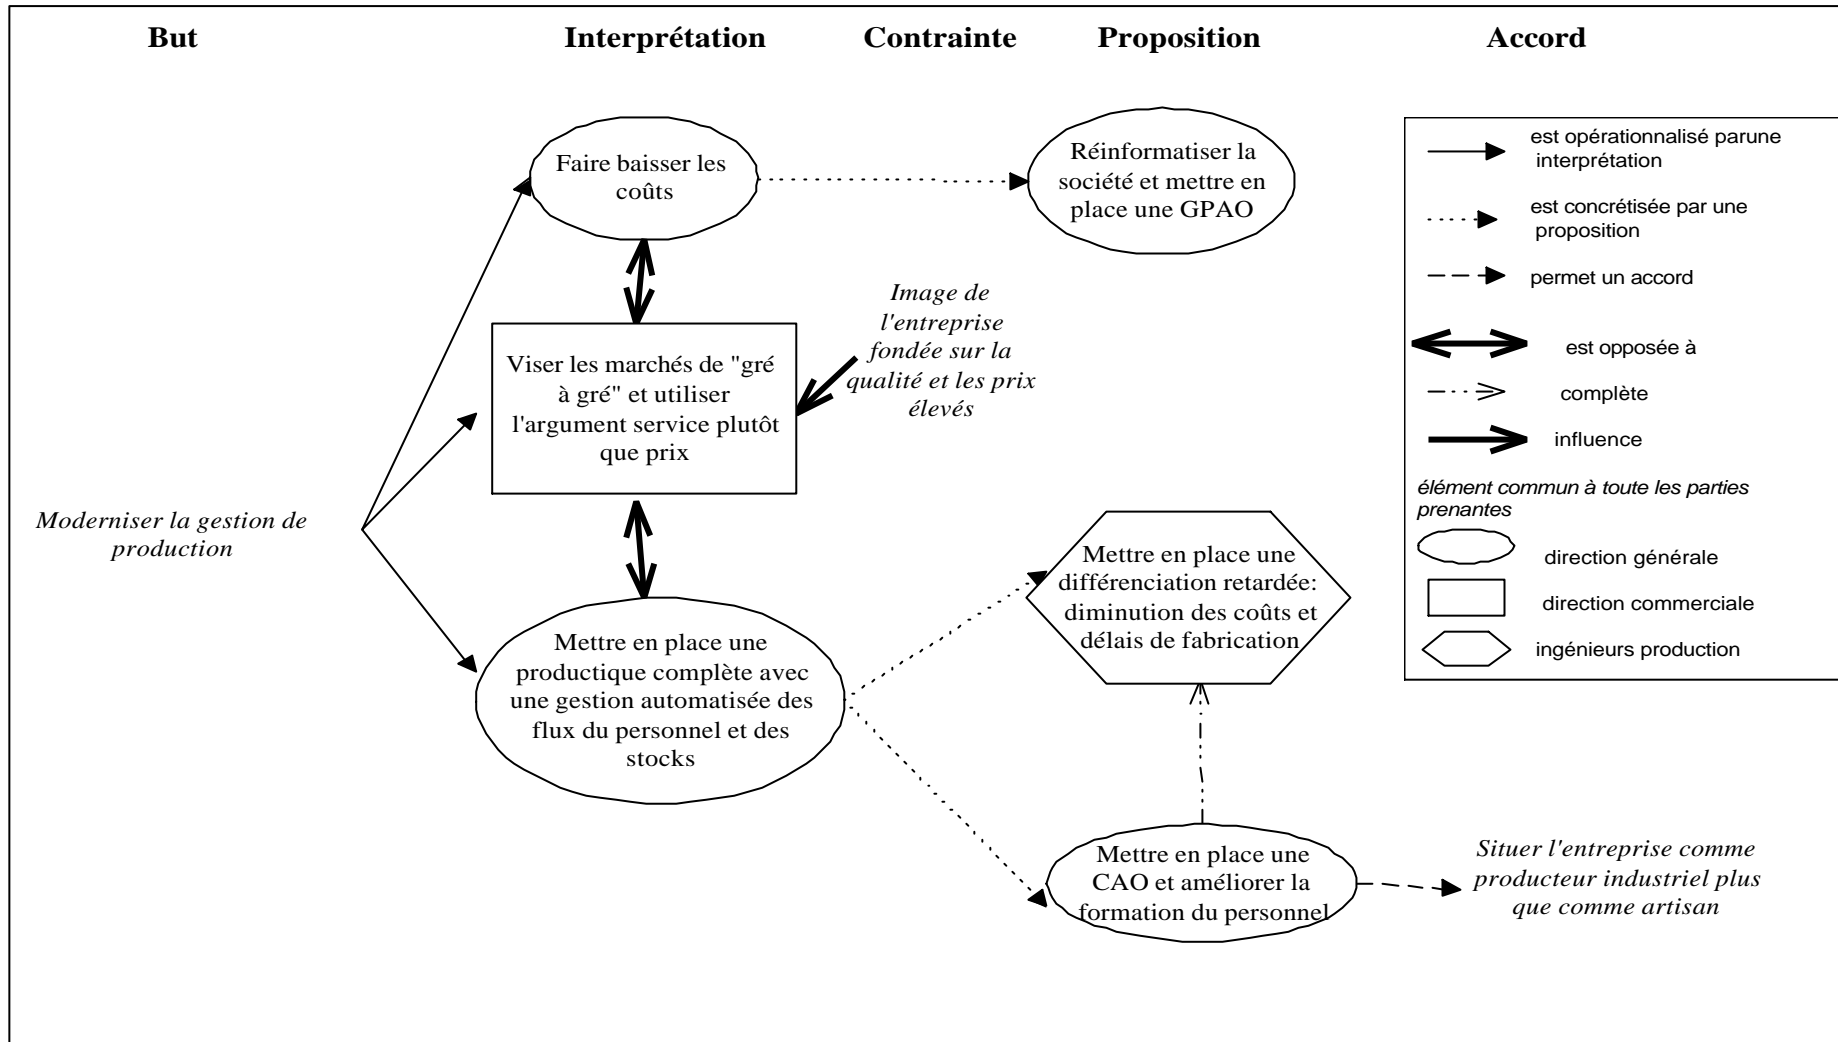 But
Interprétation
Contrainte
Proposition
Accord
Faire baisser les
coûts
Réinformatiser la
société et mettre en
place une GPAO
Image de
l'entreprise
fondée sur la
qualité et les prix
élevés
Viser les marchés de "gré
à gré" et utiliser
l'argument service plutôt
que prix
Moderniser la gestion de
production
Mettre en place une
différenciation retardée:
diminution des coûts et
délais de fabrication
Mettre en place une
productique complète avec
une gestion automatisée des
flux du personnel et des
stocks
Mettre en place une
CAO et améliorer la
formation du personnel
Situer l'entreprise comme
producteur industriel plus
que comme artisan
est opérationnalisé parune
interprétation
est concrétisée par une
proposition
permet un accord
est opposée à
complète
influence
élément commun à toute les parties
prenantes
direction générale
direction commerciale
ingénieurs production